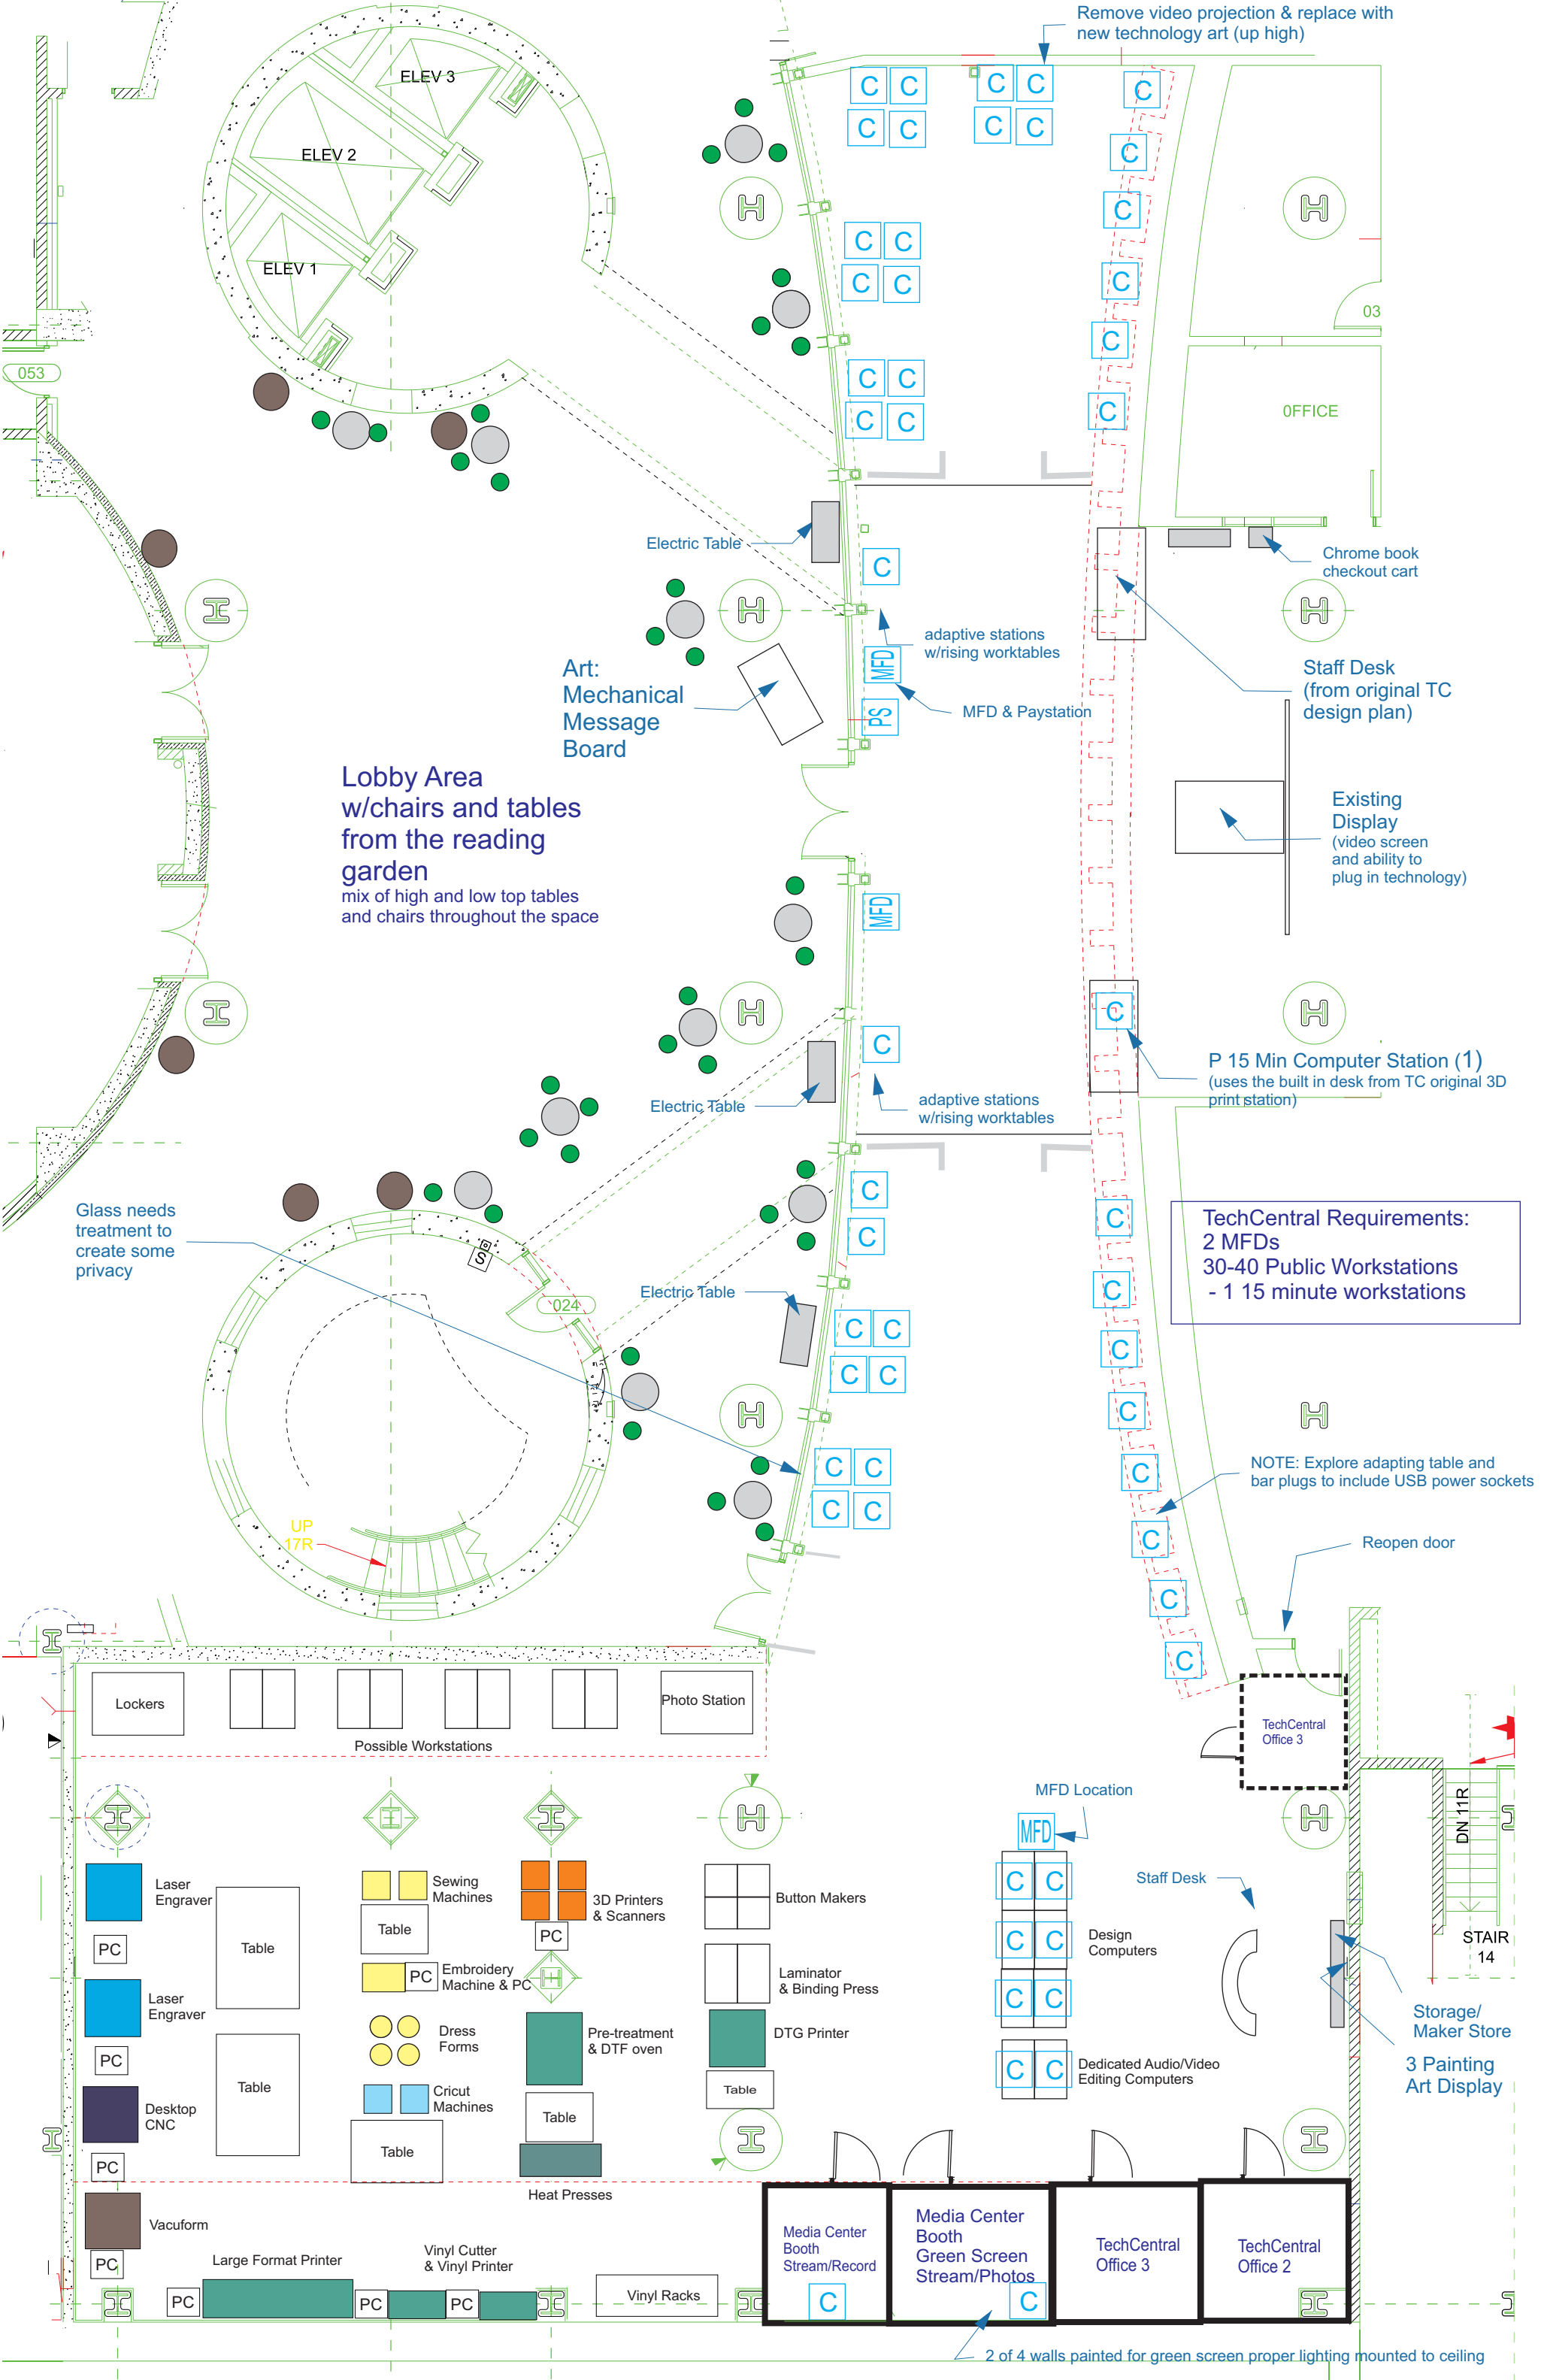 Remove video projection & replace with
new technology art (up high)
ELEV 3
ELEV 2
ELEV 1
C C C C C
C C C C
C
C
C C
C C
C
C
C C
C C
C
053
03
0FFICE
Electric Table
C
Chrome book
checkout cart
adaptive stations
w/rising worktables
MFD
PS
MFD & Paystation
Art:
Mechanical
Message
Board
Staff Desk
(from original TC
design plan)
Lobby Area
w/chairs and tables
from the reading
garden
mix of high and low top tables
and chairs throughout the space
Existing
Display
(video screen
and ability to
plug in technology)
MFD
C
C
P 15 Min Computer Station (1)
(uses the built in desk from TC original 3D
print station)
Electric Table
adaptive stations
w/rising worktables
Glass needs
treatment to
create some
privacy
S
024
C
C
C
TechCentral Requirements:
2 MFDs
30-40 Public Workstations
- 1 15 minute workstations
Electric Table
C
C C
C C
C
C
C C
C C
C
NOTE: Explore adapting table and
bar plugs to include USB power sockets
UP
17R
C
C
C
Reopen door
Lockers
Photo Station
Possible Workstations
TechCentral
Office 3
MFD Location
MFD
DN 11R
STAIR
14
Laser
Engraver
PC
Laser
Engraver
PC
Desktop
CNC
PC
Vacuform
PC
Table
Table
Sewing
Machines
Table
Embroidery
Machine & PC
PC
Dress
Forms
Cricut
Machines
Table
3D Printers
& Scanners
PC
Pre-treatment
& DTF oven
Table
Heat Presses
Button Makers
Laminator
& Binding Press
DTG Printer
Table
C C
C C
C C
C C
Design
Computers
Dedicated Audio/Video
Editing Computers
Staff Desk
Storage/
Maker Store
3 Painting
Art Display
Large Format Printer
PC
Vinyl Cutter
& Vinyl Printer
PC
PC
Vinyl Racks
Media Center
Booth
Stream/Record
C
Media Center
Booth
Green Screen
Stream/Photos
C
TechCentral
Office 3
TechCentral
Office 2
2 of 4 walls painted for green screen proper lighting mounted to ceiling